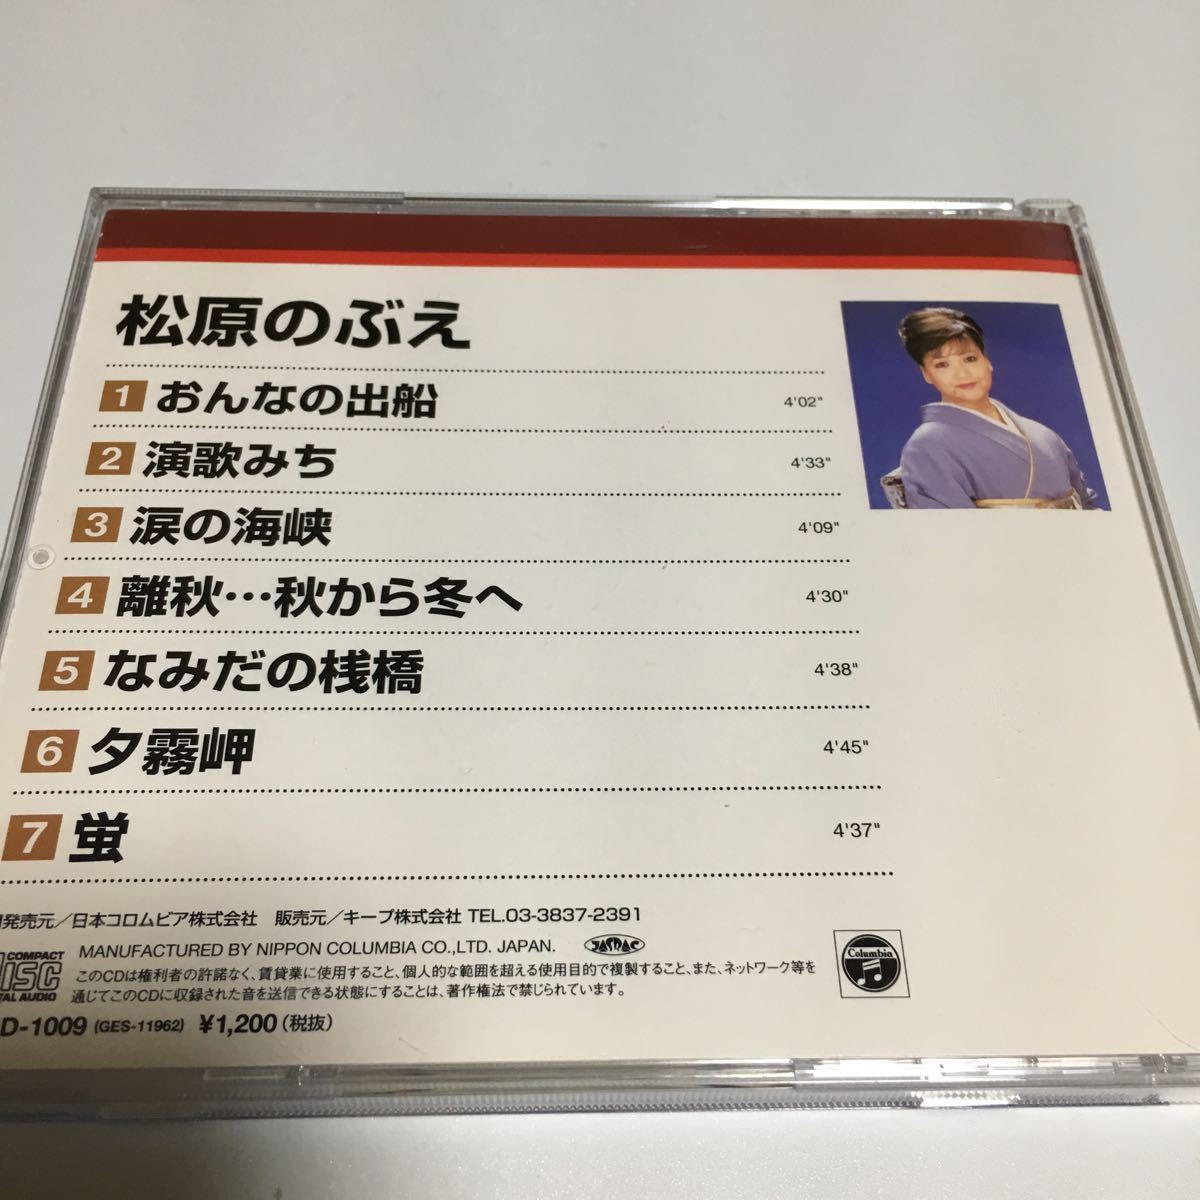 松原のぶえ
1 おんなの出船 4'02"
2 演歌みち 4'33"
3 涙の海峡 4'09"
4 離秋…秋から冬へ 4'30"
5 なみだの桟橋 4'38"
6 夕霧岬 4'45"
7 蛍 4'37"
発売元／日本コロムビア株式会社 販売元／キープ株式会社 TEL.03-3837-2391
COMPACT
DISC
TAL AUDIO
MANUFACTURED BY NIPPON COLUMBIA CO.,LTD. JAPAN.
JASRAC
このCDは権利者の許諾なく、賃貸業に使用すること、個人的な範囲を超える使用目的で複製すること、また、ネットワーク等を
通じてこのCDに収録された音を送信できる状態にすることは、著作権法で禁じられています。
Columbia
D-1009 (GES-11962) ¥1,200（税抜）